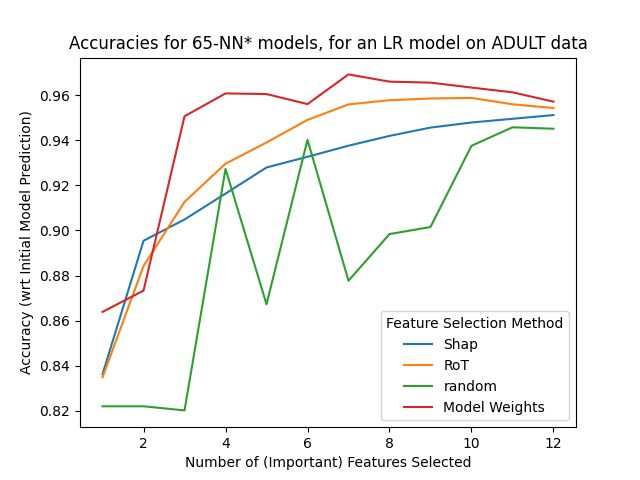 Accuracies for 65-NN* models, for an LR model on ADULT data
Accuracy (wrt Initial Model Prediction)
0.96
0.94
0.92
0.90
0.88
0.86
0.84
0.82
Feature Selection Method
Shap
RoT
random
Model Weights
2 4 6 8 10 12
Number of (Important) Features Selected